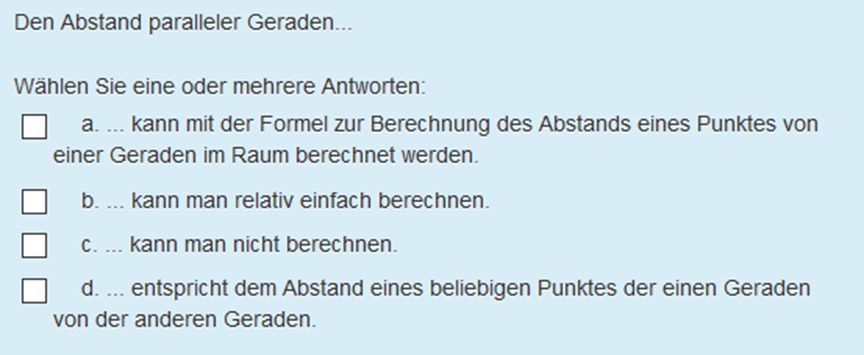 Den Abstand paralleler Geraden...
Wählen Sie eine oder mehrere Antworten:
a. ... kann mit der Formel zur Berechnung des Abstands eines Punktes von
einer Geraden im Raum berechnet werden.
b. ... kann man relativ einfach berechnen.
c. ... kann man nicht berechnen.
d. ... entspricht dem Abstand eines beliebigen Punktes der einen Geraden
von der anderen Geraden.